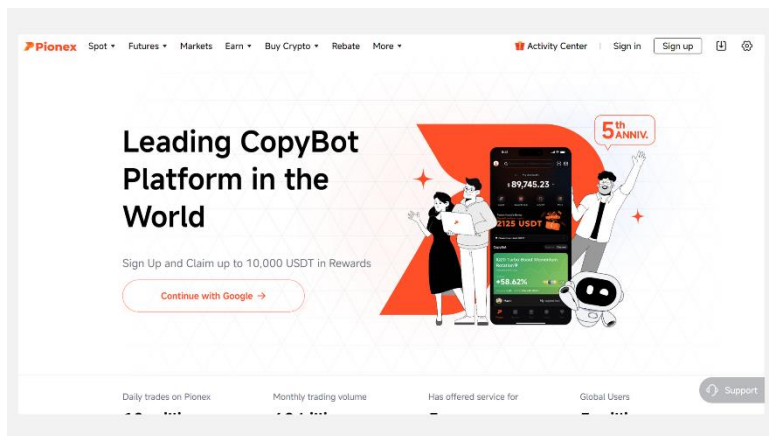 Pionex Spot Futures Markets Earn Buy Crypto Rebate More Activity Center Sign in Sign up
5th
ANNIV.
Leading CopyBot
Platform in the
World
89,745.23
2125 USDT
+58.62%
Sign Up and Claim up to 10,000 USDT in Rewards
Continue with Google →
Support
Daily trades on Pionex Monthly trading volume Has offered service for Global Users